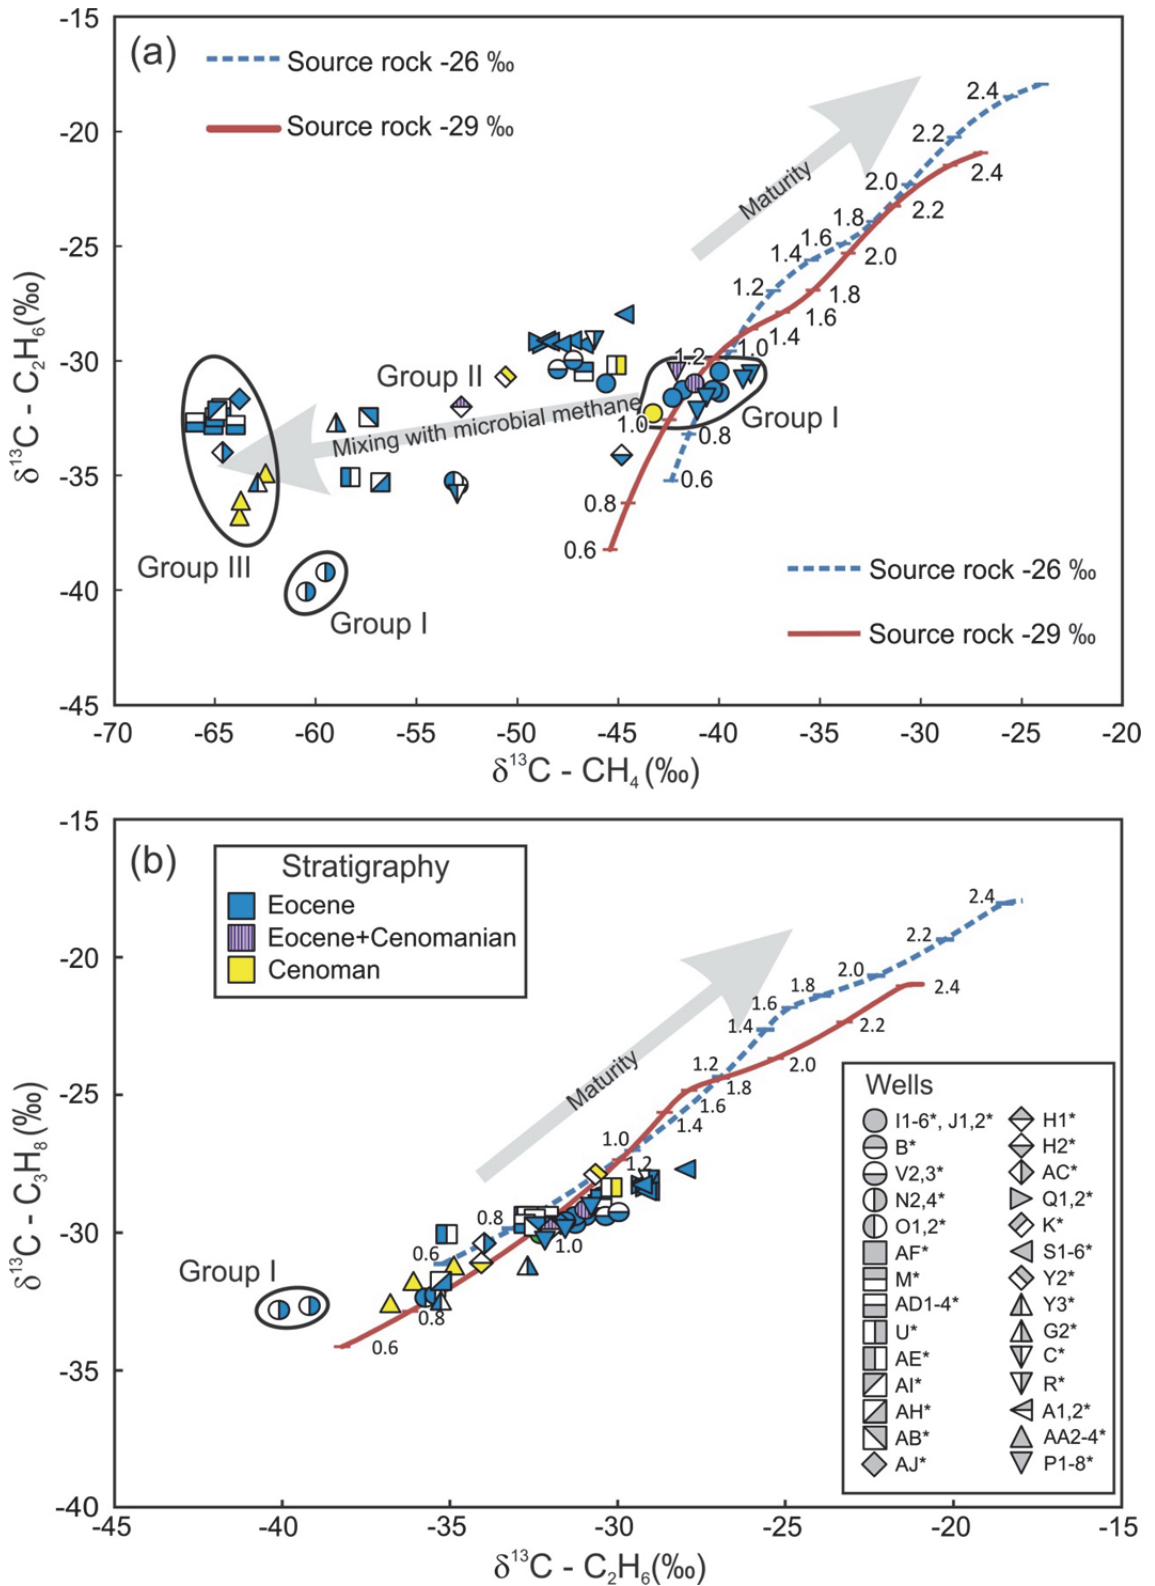 (a)
Source rock -26 ‰
Source rock -29 ‰
Maturity
2.4
2.2
2.0
1.8
1.6
1.4
1.2
1.0
0.8
0.6
2.4
2.2
2.0
1.8
1.6
1.4
1.2
1.0
0.8
0.6
Group II
Mixing with microbial methane
Group I
Group III
Group I
Source rock -26 ‰
Source rock -29 ‰
-15
-20
-25
-30
-35
-40
-45
δ¹³C - C₂H₆(‰)
-70 -65 -60 -55 -50 -45 -40 -35 -30 -25 -20
δ¹³C - CH₄(‰)
(b)
Stratigraphy
Eocene
Eocene+Cenomanian
Cenoman
Maturity
2.4
2.2
2.0
1.8
1.6
1.4
1.2
1.0
0.8
0.6
2.4
2.2
2.0
1.8
1.6
1.4
1.2
1.0
0.8
0.6
Group I
Wells
I1-6*, J1,2*
B*
V2,3*
N2,4*
O1,2*
AF*
M*
AD1-4*
U*
AE*
AI*
AH*
AB*
AJ*
H1*
H2*
AC*
Q1,2*
K*
S1-6*
Y2*
Y3*
G2*
C*
R*
A1,2*
AA2-4*
P1-8*
-15
-20
-25
-30
-35
-40
δ¹³C - C₃H₈(‰)
-45 -40 -35 -30 -25 -20 -15
δ¹³C - C₂H₆(‰)